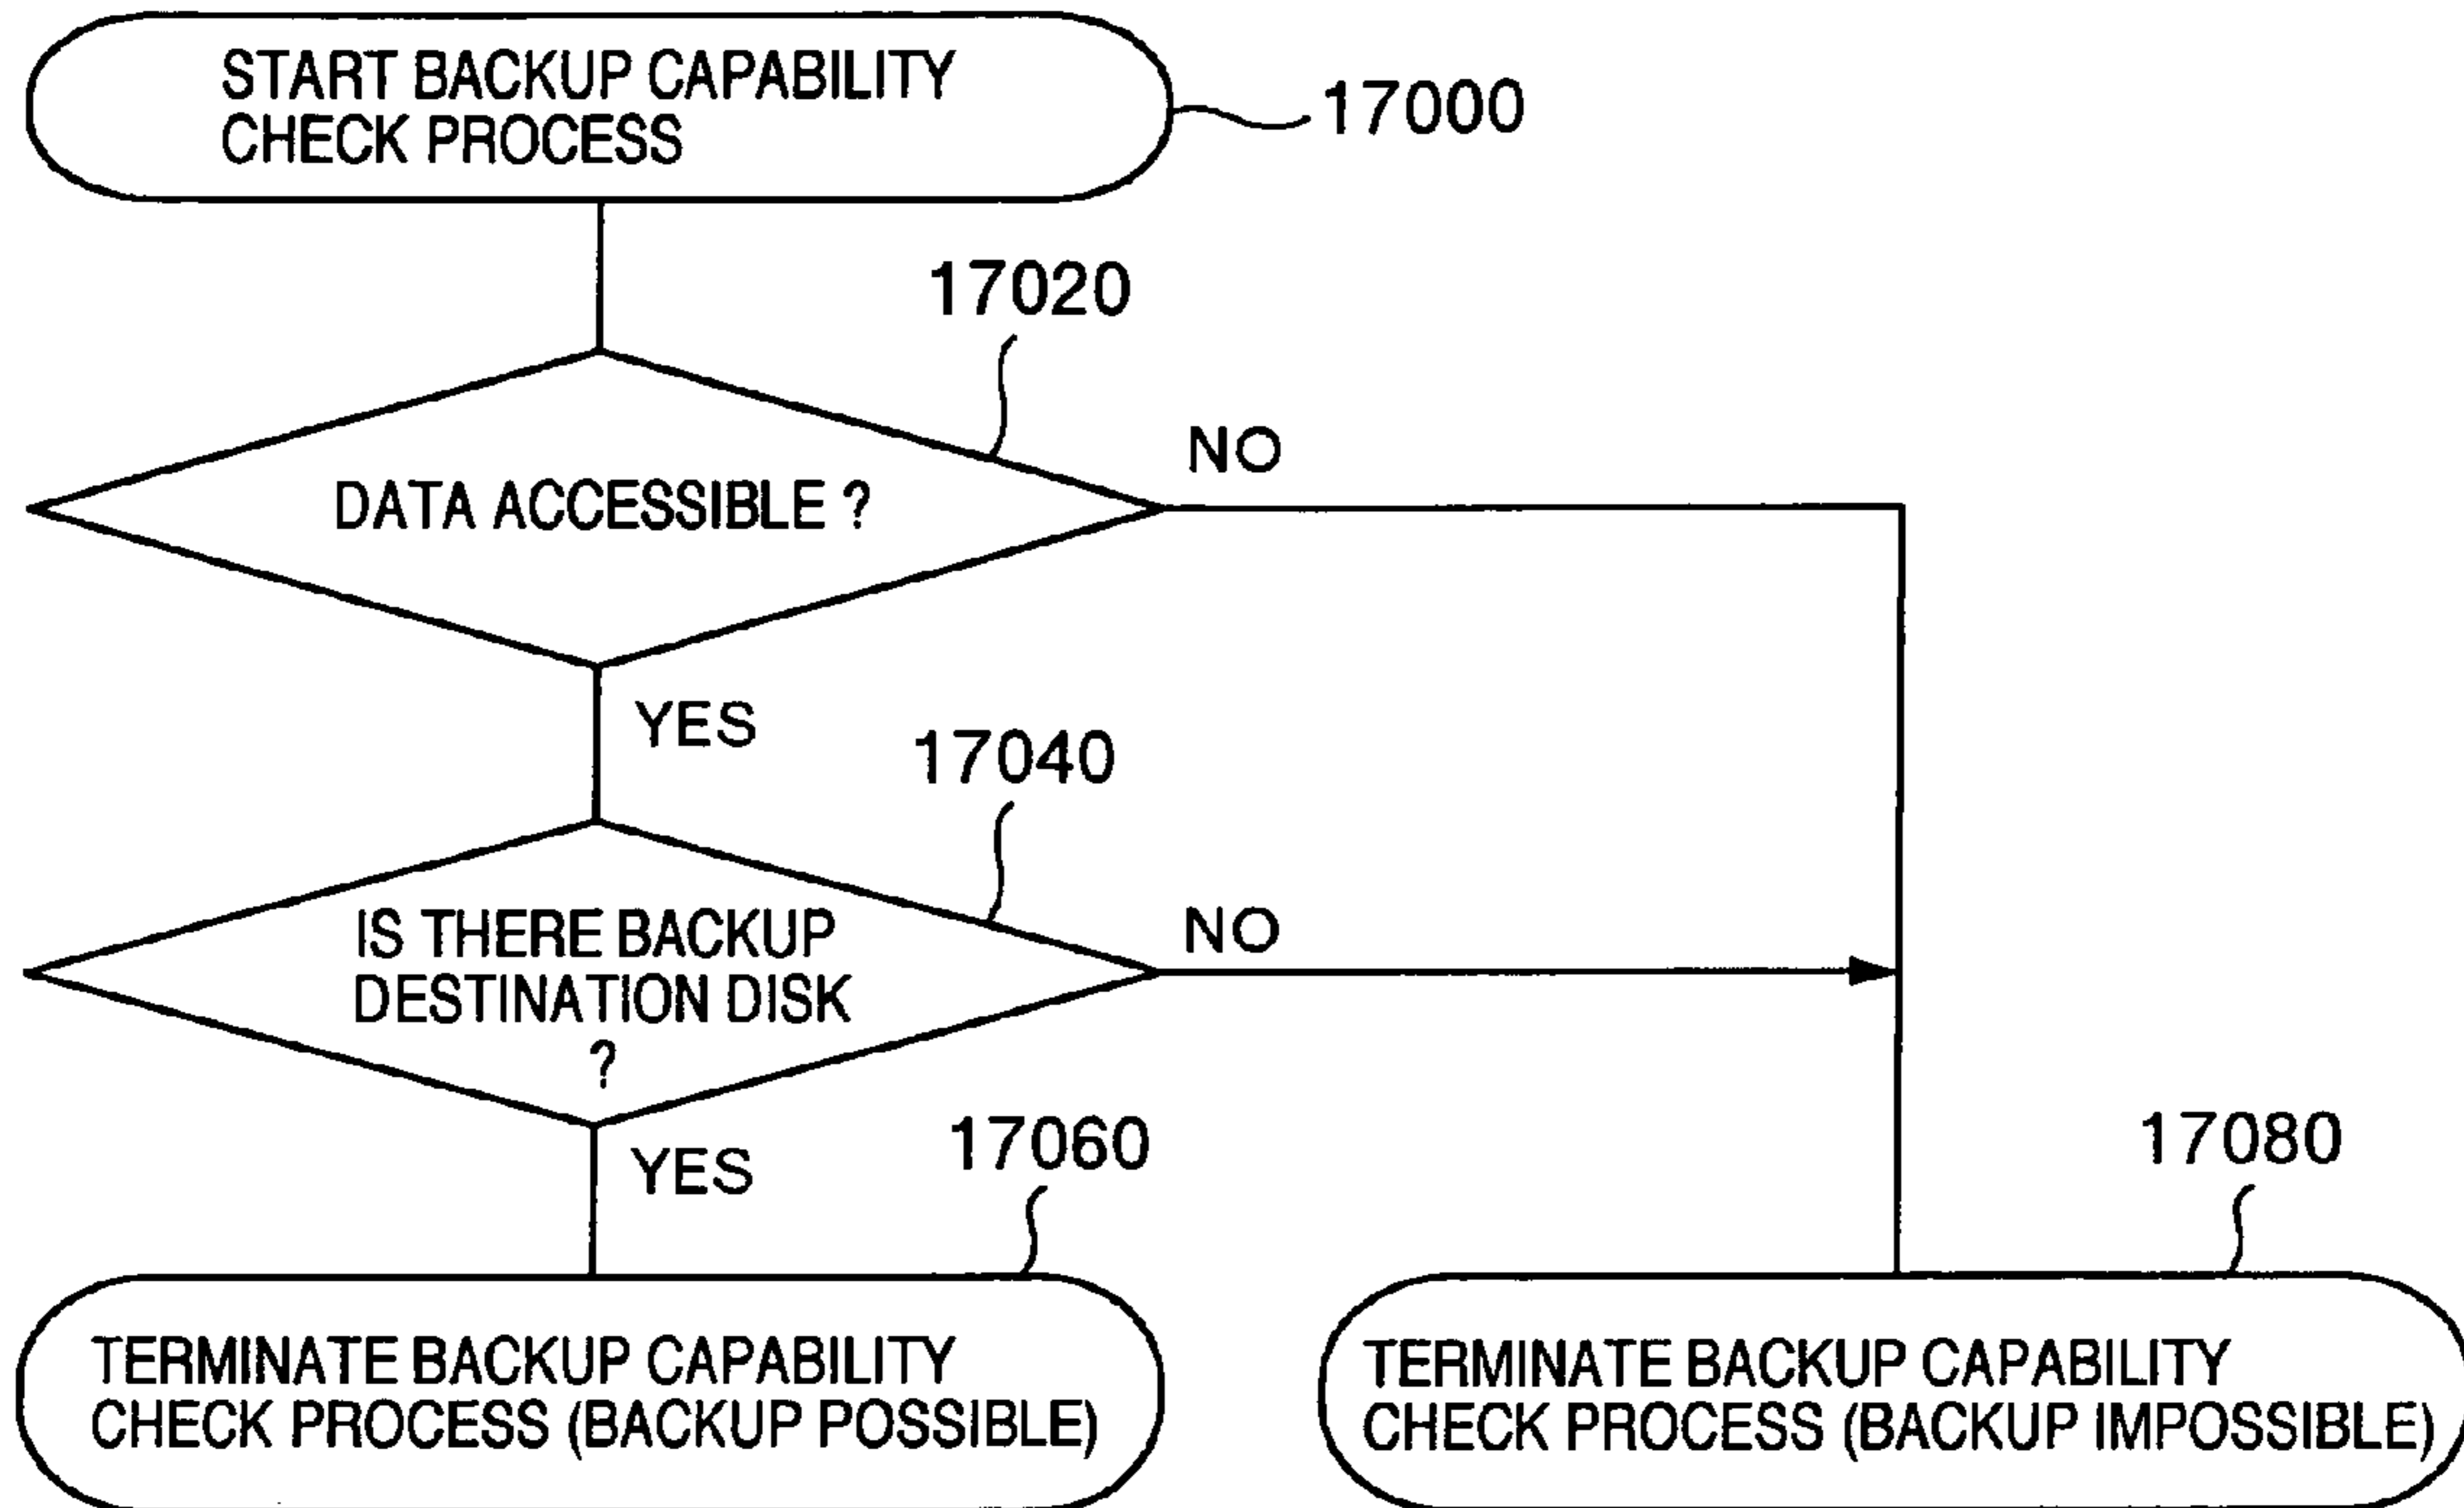 START BACKUP CAPABILITY
CHECK PROCESS
17000
17020
NO
DATA ACCESSIBLE ?
YES
17040
IS THERE BACKUP
DESTINATION DISK
?
NO
YES
17060
17080
TERMINATE BACKUP CAPABILITY
CHECK PROCESS (BACKUP POSSIBLE)
TERMINATE BACKUP CAPABILITY
CHECK PROCESS (BACKUP IMPOSSIBLE)